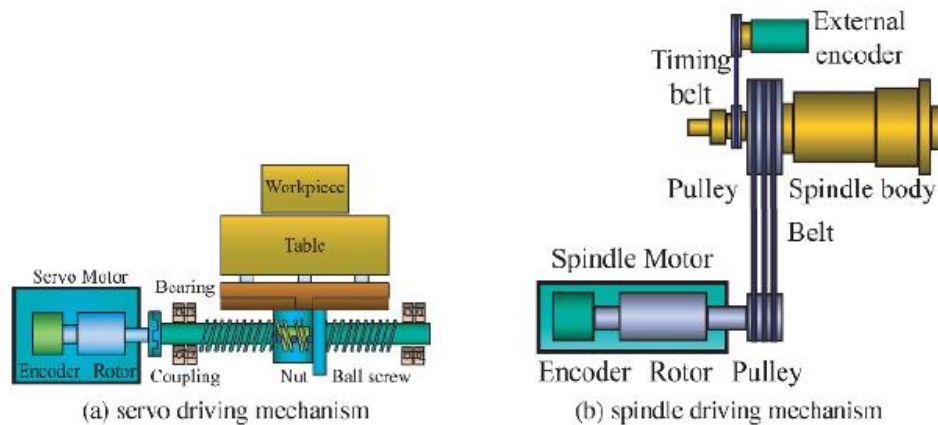 Workpiece
Table
Servo Motor
Bearing
Encoder
Rotor
Coupling
Nut
Ball screw
(a) servo driving mechanism
External
encoder
Timing
belt
Pulley
Spindle body
Belt
Spindle Motor
Encoder
Rotor
Pulley
(b) spindle driving mechanism